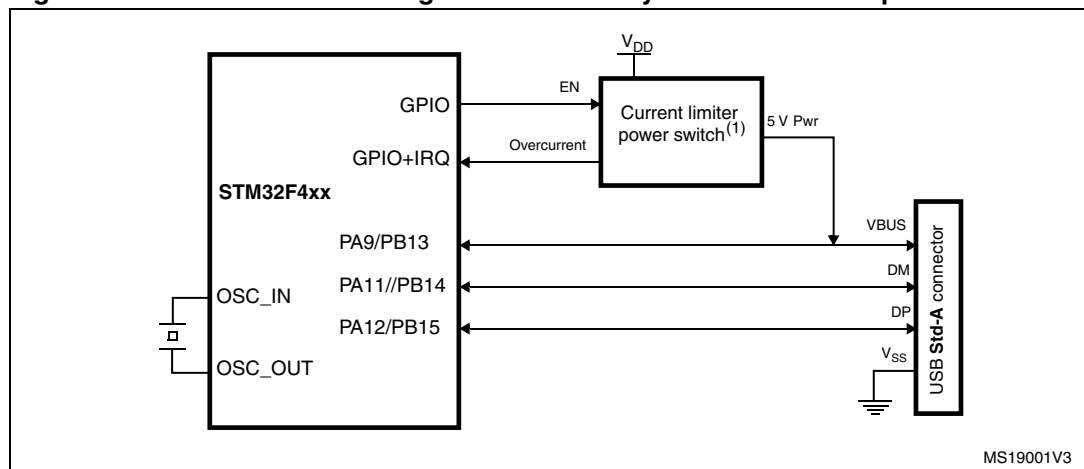 V_DD
EN
GPIO
Current limiter
power switch(1)
5 V Pwr
Overcurrent
GPIO+IRQ
STM32F4xx
VBUS
PA9/PB13
DM
PA11//PB14
OSC_IN
DP
PA12/PB15
V_SS
OSC_OUT
USB Std-A connector
MS19001V3